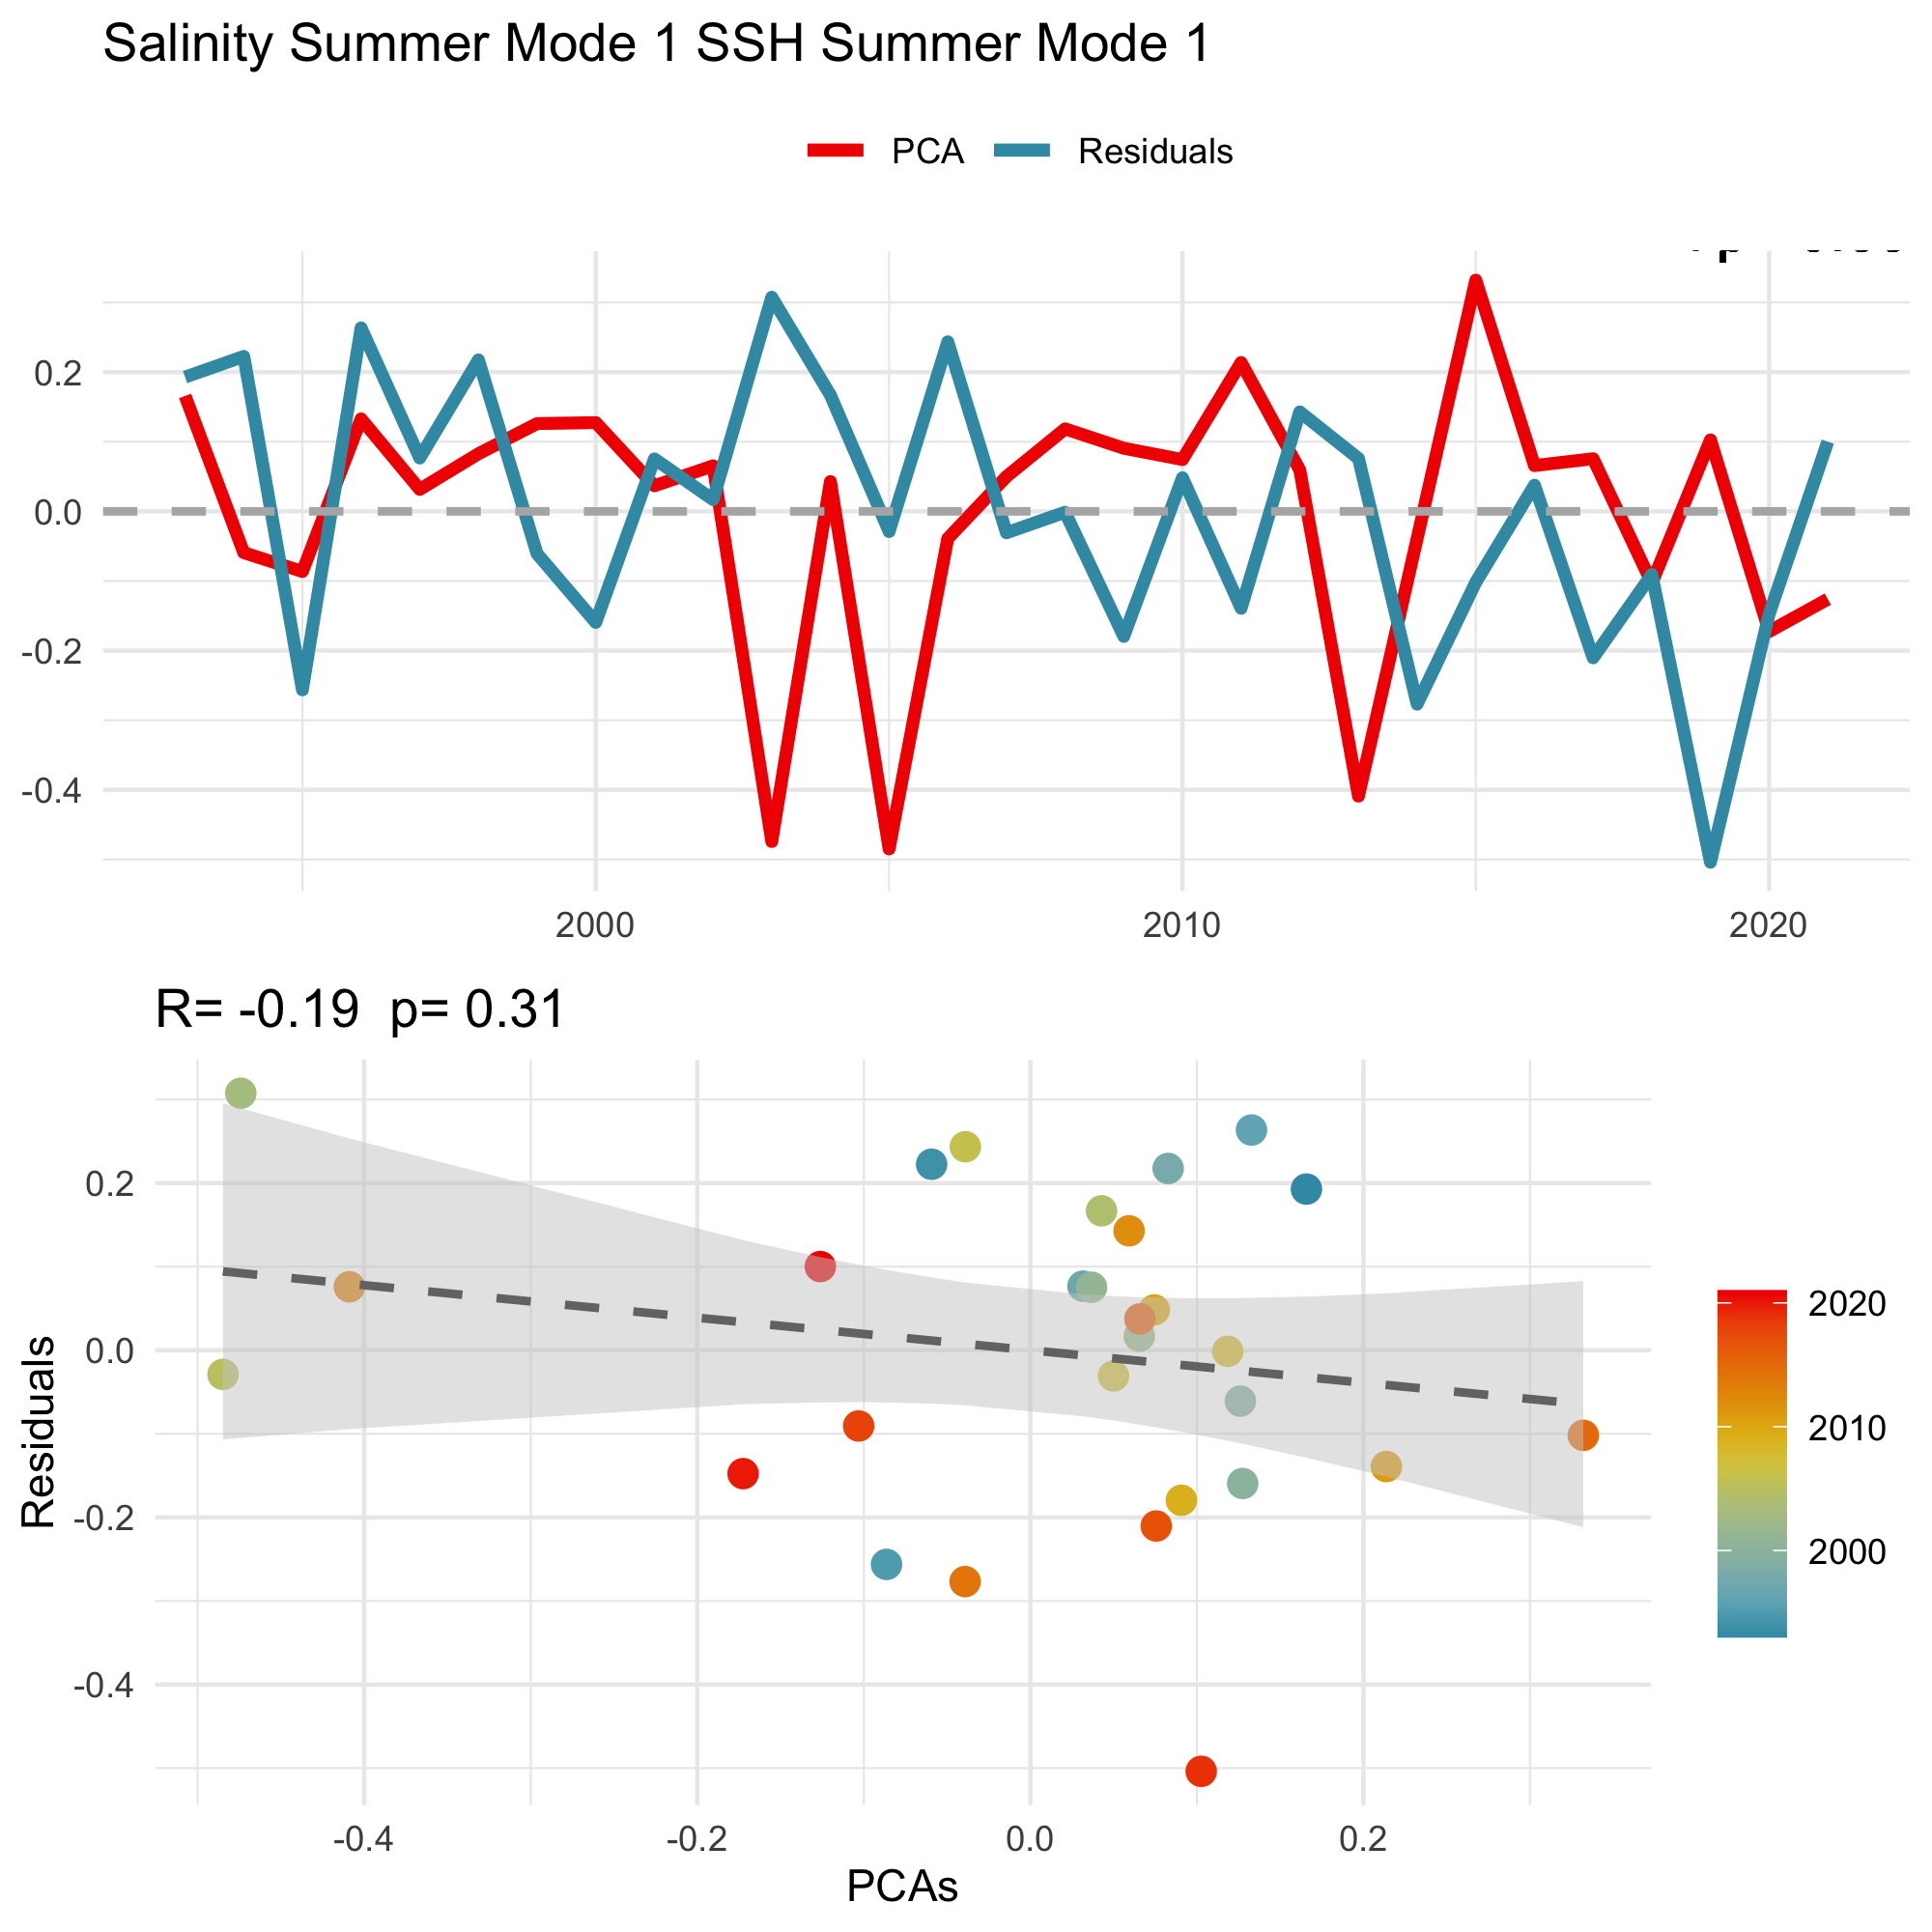 Salinity Summer Mode 1 SSH Summer Mode 1
PCA Residuals
0.2
0.0
-0.2
-0.4
2000 2010 2020
R= -0.19 p= 0.31
Residuals
0.2
0.0
-0.2
-0.4
-0.4 -0.2 0.0 0.2
PCAs
2020
2010
2000